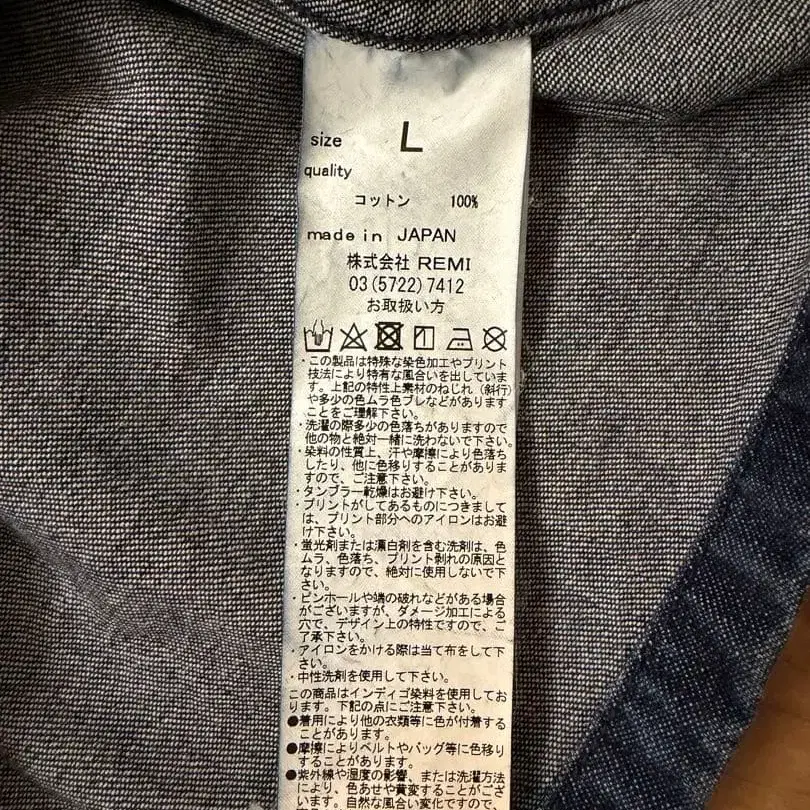 size L
quality
コットン 100%
made in JAPAN
株式会社 REMI
03(5722)7412
お取扱い方
・この製品は特殊な染色加工やプリント
技法により特有な風合いを出していま
す。上記の特性上素材のねじれ（斜行）
や多少の色ムラ色ブレなどがあります
ことをご理解下さい。
・洗濯の際多少の色落ちがありますので
他の物と絶対一緒に洗わないで下さい。
・染料の性質上、汗や摩擦により色落ち
したり、他に色移りすることがありま
すので、ご注意下さい。
・タンブラー乾燥はお避け下さい。
・プリントがしてあるものにつきまして
は、プリント部分へのアイロンはお避
け下さい。
・蛍光剤または漂白剤を含む洗剤は、色
ムラ、色落ち、プリント剥れの原因と
なりますので、絶対に使用しないで下
さい。
・ピンホールや端の破れなどがある場合
がございますが、ダメージ加工による
穴で、デザイン上の特性ですので、ご
了承下さい。
・アイロンをかける際は当て布をして下
さい。
・中性洗剤を使用して下さい。
この商品はインディゴ染料を使用してお
ります。下記の点にご注意下さい。
●着用により他の衣類等に色が付着する
ことがあります。
●摩擦によりベルトやバッグ等に色移り
することがあります。
●紫外線や湿度の影響、または洗濯方法
により、色あせや黄変することがござ
います。自然な風合い変化ですので、